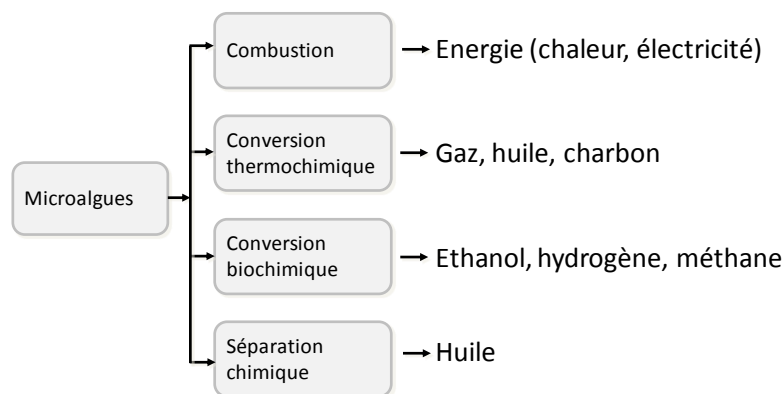 Combustion
Energie (chaleur, électricité)
Conversion
thermochimique
Gaz, huile, charbon
Microalgues
Conversion
biochimique
Ethanol, hydrogène, méthane
Séparation
chimique
Huile